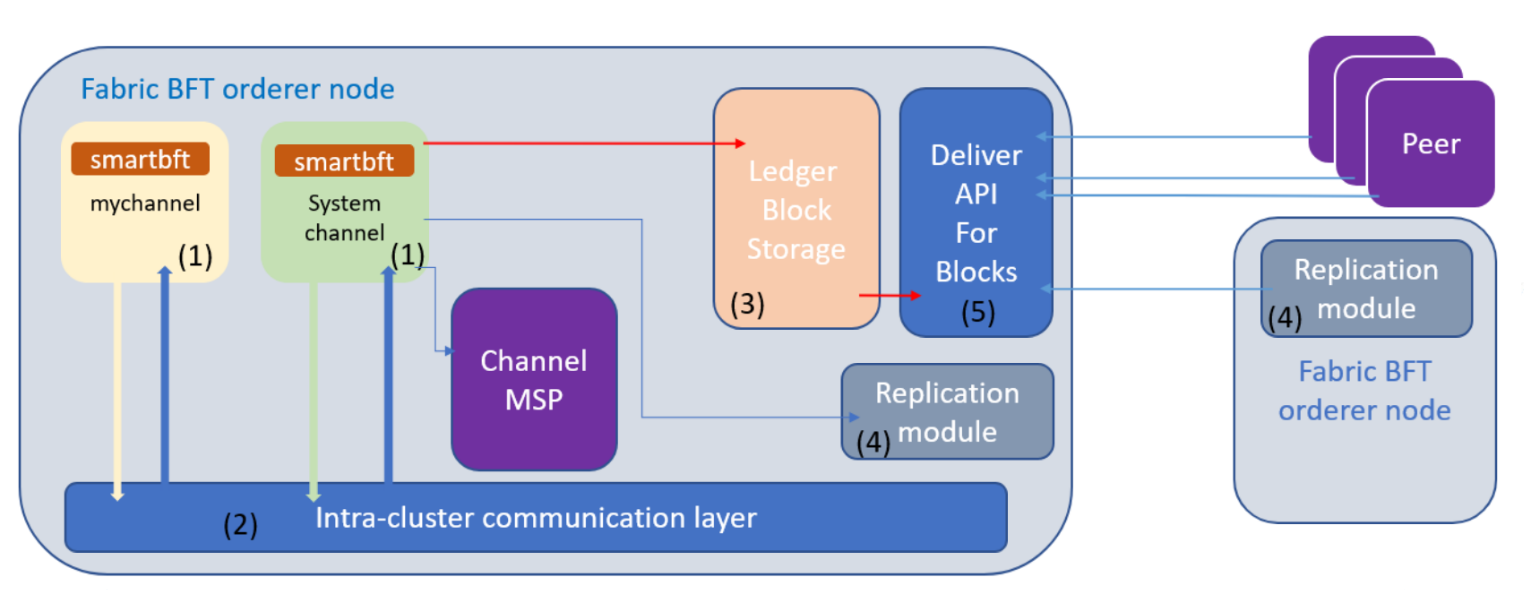 Fabric BFT orderer node
smartbft
mychannel
(1)
smartbft
System
channel
(1)
Channel
MSP
Ledger
Block
Storage
(3)
Deliver
API
For
Blocks
(5)
Replication
module
(4)
(2)
Intra-cluster communication layer
Peer
Replication
module
(4)
Fabric BFT
orderer node